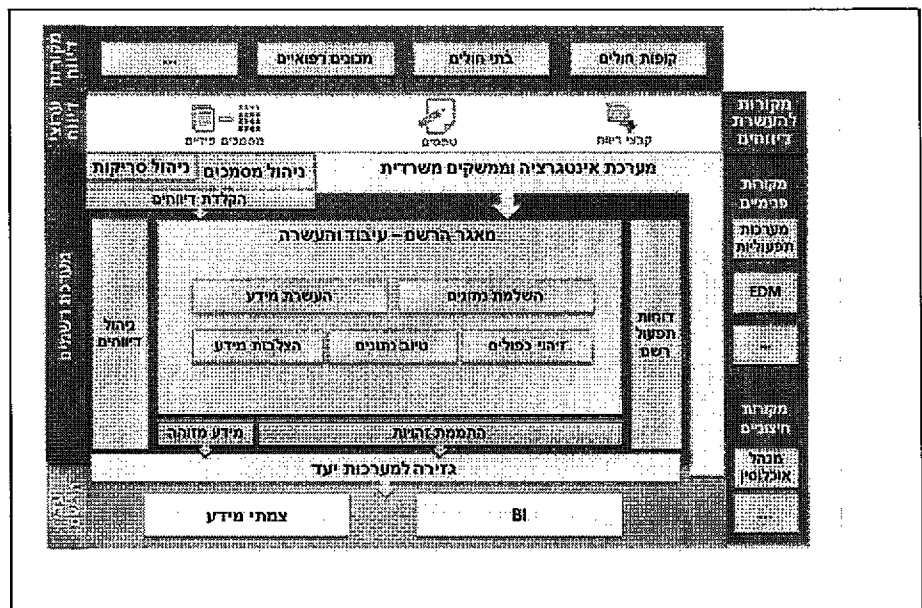 מקורות
דיווח
קופות חולים
בתי חולים
מכונים רפואיים
...
ערוצי
דיווח
קבצי רשם
טפסים
מסמכים פיזיים
מקורות
להעשרת
דיווחים
מקורות
פנימיים
מערכות
תפעוליות
EDM
...
מקורות
חיצוניים
מנהל
אוכלוסין
...
מערכת רשמים
מערכת אינטגרציה וממשקים משרדית
ניהול מסמכים
ניהול סריקות
הקלדת דיווחים
מאגר הרשם – עיבוד והעשרה
השלמת נתונים
העשרת מידע
זיהוי כפולים
טיוב נתונים
הצלבות מידע
דוחות
תפעול
רשם
ניהול
דיווחים
התממת זהויות
מידע מזוהה
גזירה למערכות יעד
BI
צמתי מידע